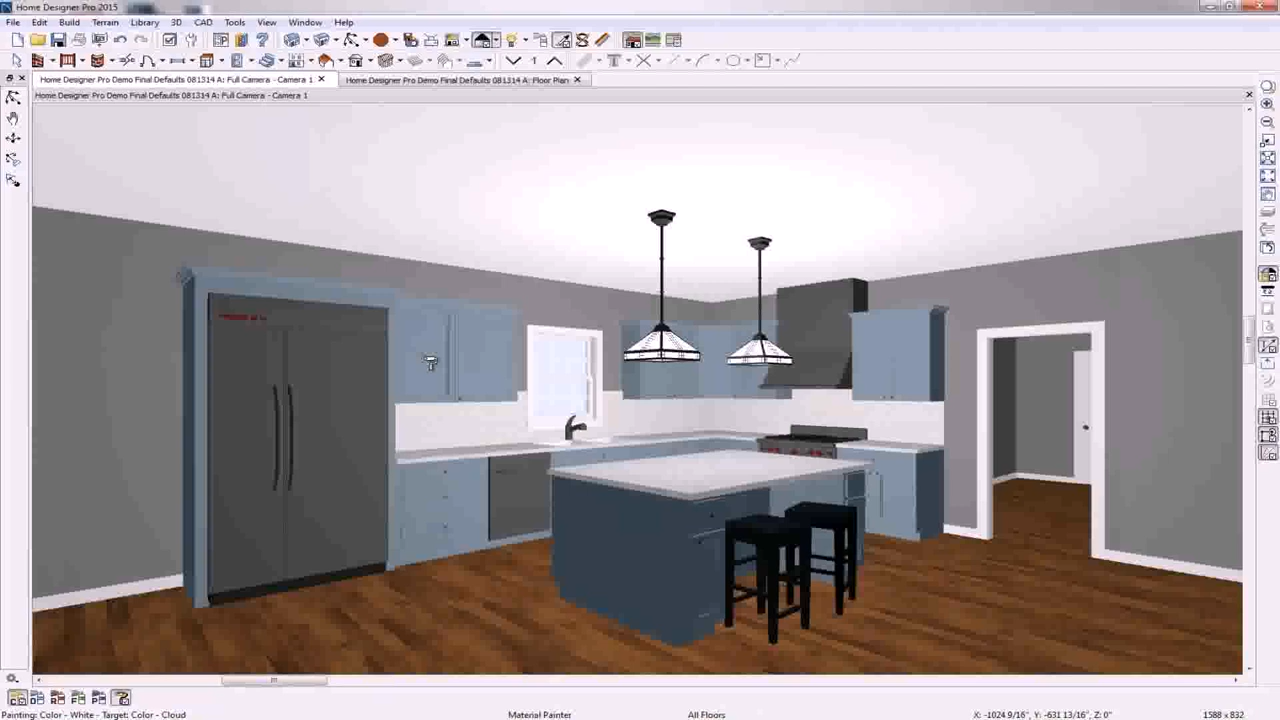 Home Designer Pro 2015
File Edit Build Terrain Library 3D CAD Tools View Window Help
Home Designer Pro Demo Final Defaults 081314 A: Full Camera - Camera 1 Home Designer Pro Demo Final Defaults 081314 A: Floor Plan
Home Designer Pro Demo Final Defaults 081314 A: Full Camera - Camera 1
Painting: Color - White - Target: Color - Cloud Material Painter All Floors X: -1024 9/16", Y: -631 13/16", Z: 0" 1588 x 832